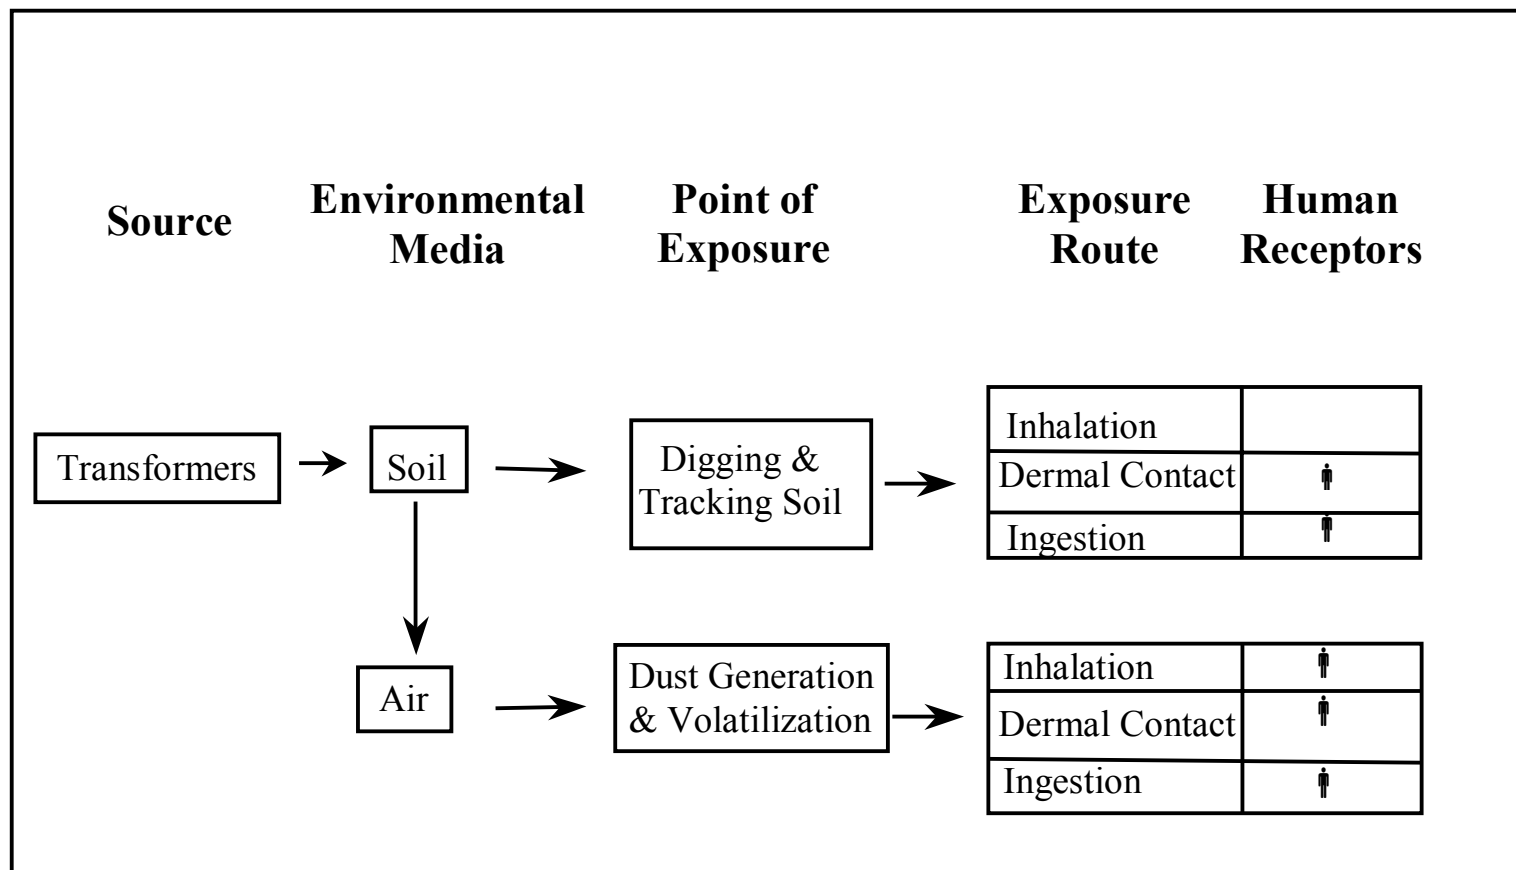 Source
Environmental
Media
Point of
Exposure
Exposure
Route
Human
Receptors
Transformers
Soil
Digging &
Tracking Soil
Inhalation
Dermal Contact
Ingestion
Air
Dust Generation
& Volatilization
Inhalation
Dermal Contact
Ingestion